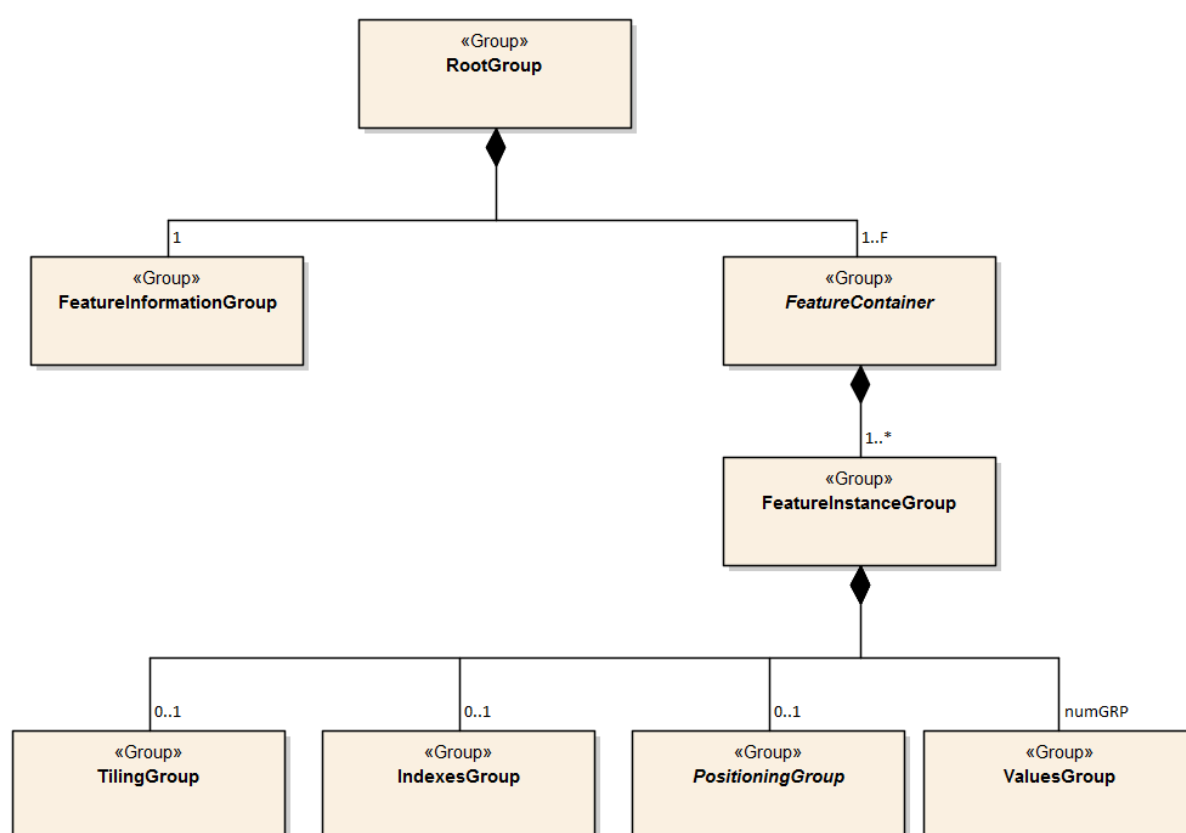 «Group»
RootGroup
1
1..F
«Group»
FeatureInformationGroup
«Group»
FeatureContainer
1..*
«Group»
FeatureInstanceGroup
0..1
0..1
0..1
numGRP
«Group»
TilingGroup
«Group»
IndexesGroup
«Group»
PositioningGroup
«Group»
ValuesGroup